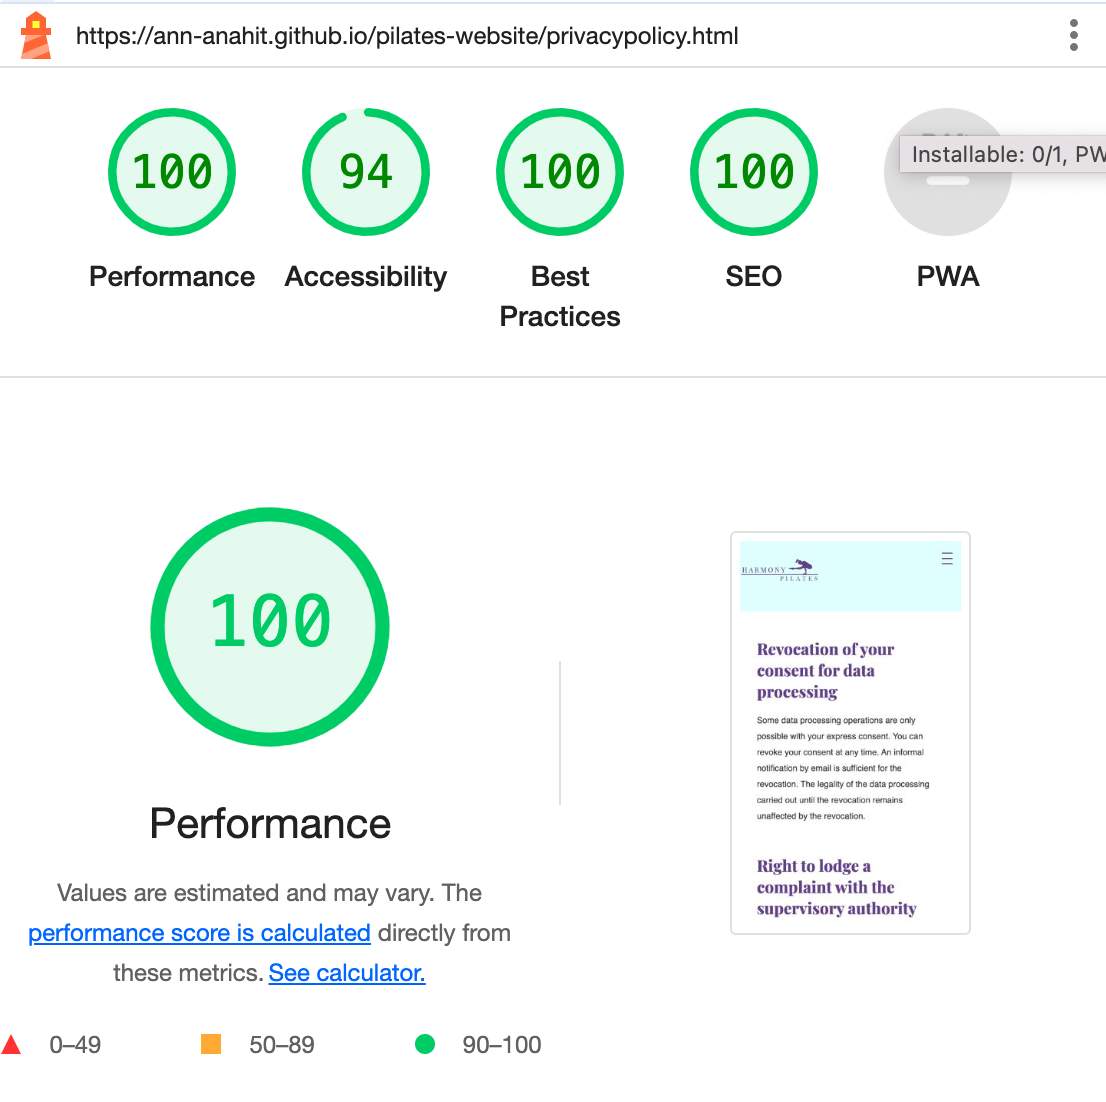 https://ann-anahit.github.io/pilates-website/privacypolicy.html
100
94
100
100
Installable: 0/1, PW
Performance
Accessibility
Best
Practices
SEO
PWA
100
Performance
Values are estimated and may vary. The
performance score is calculated directly from
these metrics. See calculator.
0–49
50–89
90–100
HARMONY
PILATES
Revocation of your
consent for data
processing
Some data processing operations are only
possible with your express consent. You can
revoke your consent at any time. An informal
notification by email is sufficient for the
revocation. The legality of the data processing
carried out until the revocation remains
unaffected by the revocation.
Right to lodge a
complaint with the
supervisory authority